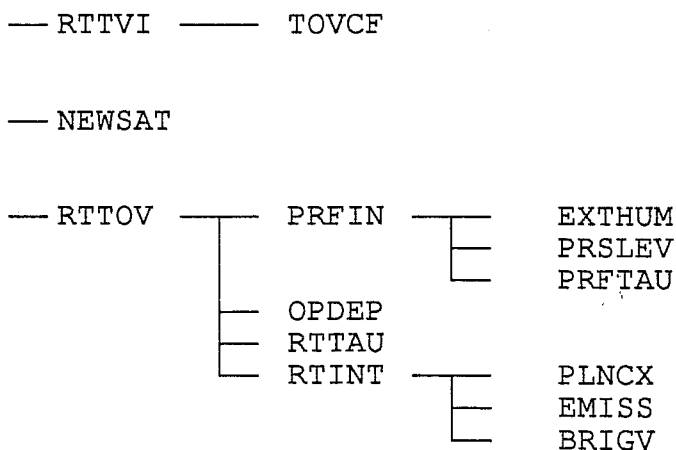 RTTVI TOVCF
NEWSAT
RTTOV PRFIN EXTHUM
PRSLEV
PRFTAU
OPDEP
RTTAU
RTINT PLNCX
EMISS
BRIGV